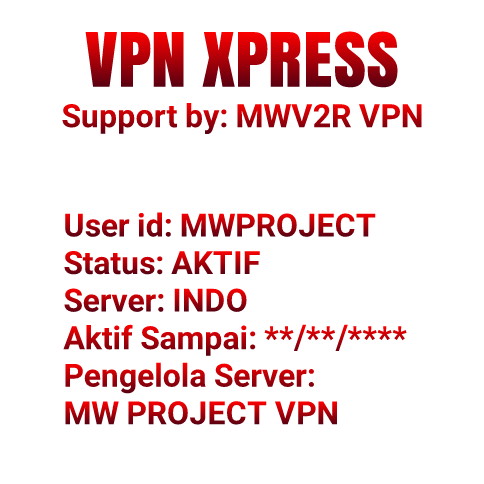 VPN XPRESS
Support by: MWV2R VPN
User id: MWPROJECT
Status: AKTIF
Server: INDO
Aktif Sampai: **/**/****
Pengelola Server:
MW PROJECT VPN